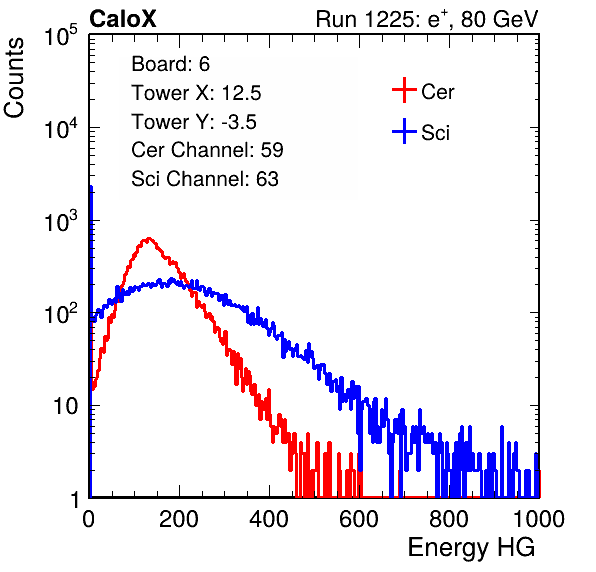 CaloX Run 1225: e⁺, 80 GeV
Board: 6
Tower X: 12.5
Tower Y: -3.5
Cer Channel: 59
Sci Channel: 63
Cer
Sci
Counts
10⁵
10⁴
10³
10²
10
1
0 200 400 600 800 1000
Energy HG